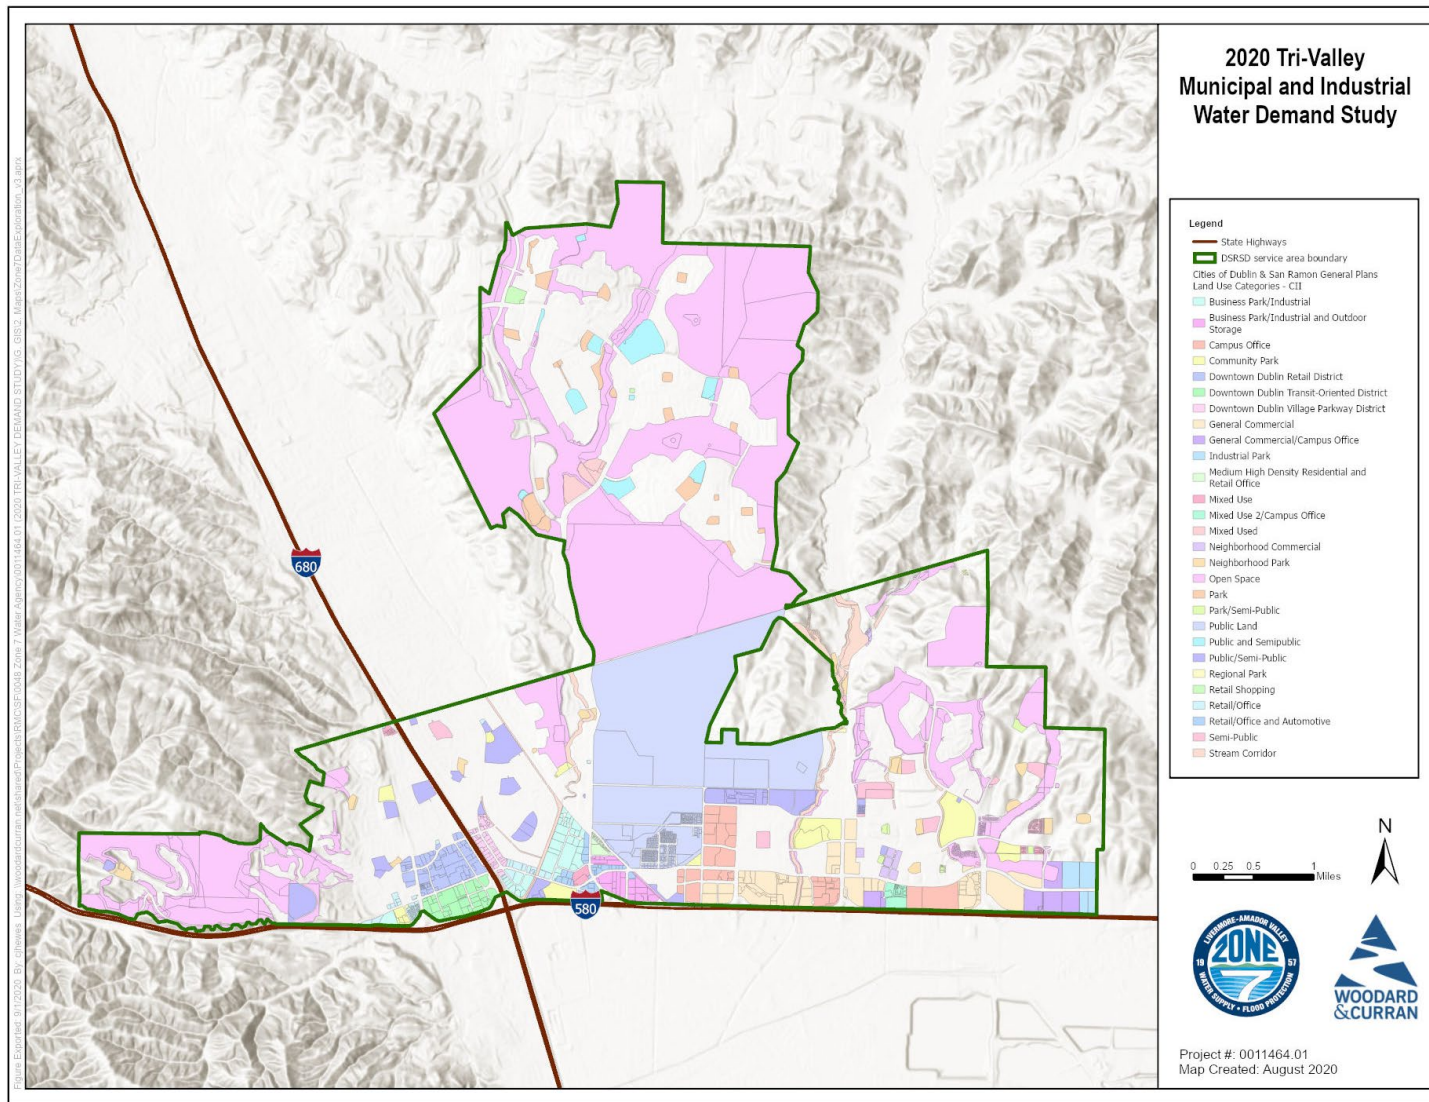 2020 Tri-Valley
Municipal and Industrial
Water Demand Study
Legend
State Highways
DSRSD service area boundary
Cities of Dublin & San Ramon General Plans
Land Use Categories - CII
Business Park/Industrial
Business Park/Industrial and Outdoor
Storage
Campus Office
Community Park
Downtown Dublin Retail District
Downtown Dublin Transit-Oriented District
Downtown Dublin Village Parkway District
General Commercial
General Commercial/Campus Office
Industrial Park
Medium High Density Residential and
Retail Office
Mixed Use
Mixed Use 2/Campus Office
Mixed Used
Neighborhood Commercial
Neighborhood Park
Open Space
Park
Park/Semi-Public
Public Land
Public and Semipublic
Public/Semi-Public
Regional Park
Retail Shopping
Retail/Office
Retail/Office and Automotive
Semi-Public
Stream Corridor
680
580
N
0 0.25 0.5 1
Miles
LIVERMORE-AMADOR VALLEY
ZONE
19 57
7
WATER SUPPLY • FLOOD PROTECTION
WOODARD
&CURRAN
Project #: 0011464.01
Map Created: August 2020